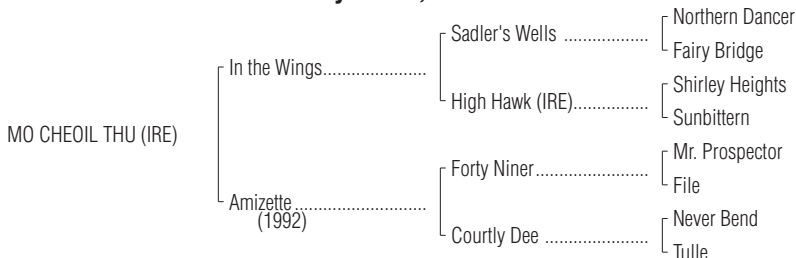 Northern Dancer
Sadler's Wells ..................
Fairy Bridge
In the Wings......................
Shirley Heights
High Hawk (IRE)................
Sunbittern
MO CHEOIL THU (IRE)
Mr. Prospector
Forty Niner........................
File
Amizette ............................
(1992)
Never Bend
Courtly Dee ......................
Tulle